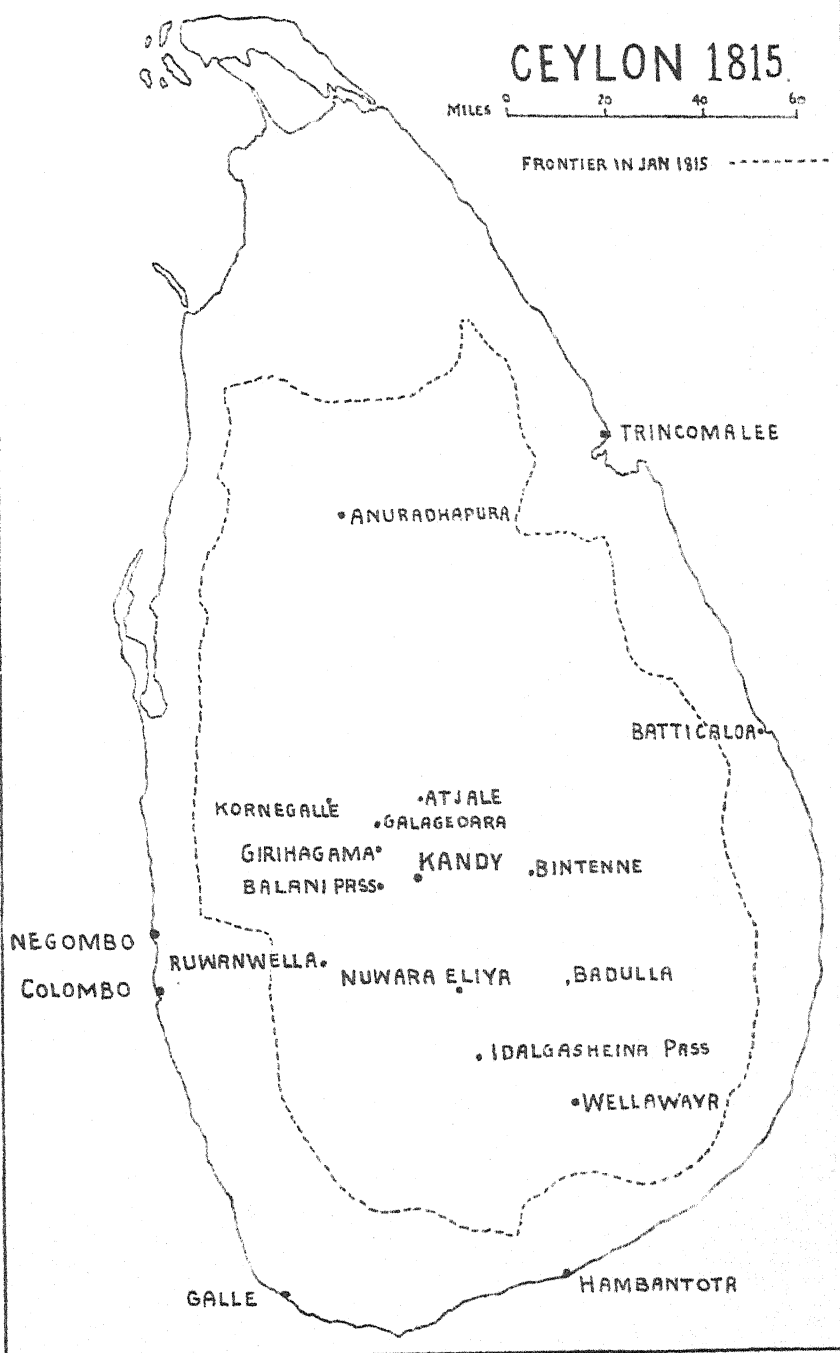 CEYLON 1815.
MILES 0 20 40 60
FRONTIER IN JAN 1815
TRINCOMALEE
ANURADHAPURA
BATTICALOA
KORNEGALLE
ATJALE
GALAGEDARA
GIRIHAGAMA
KANDY
BALANI PASS
BINTENNE
NEGOMBO
RUWANWELLA
NUWARA ELIYA
BADULLA
COLOMBO
IDALGASHEINA PASS
WELLAWAYA
GALLE
HAMBANTOTA